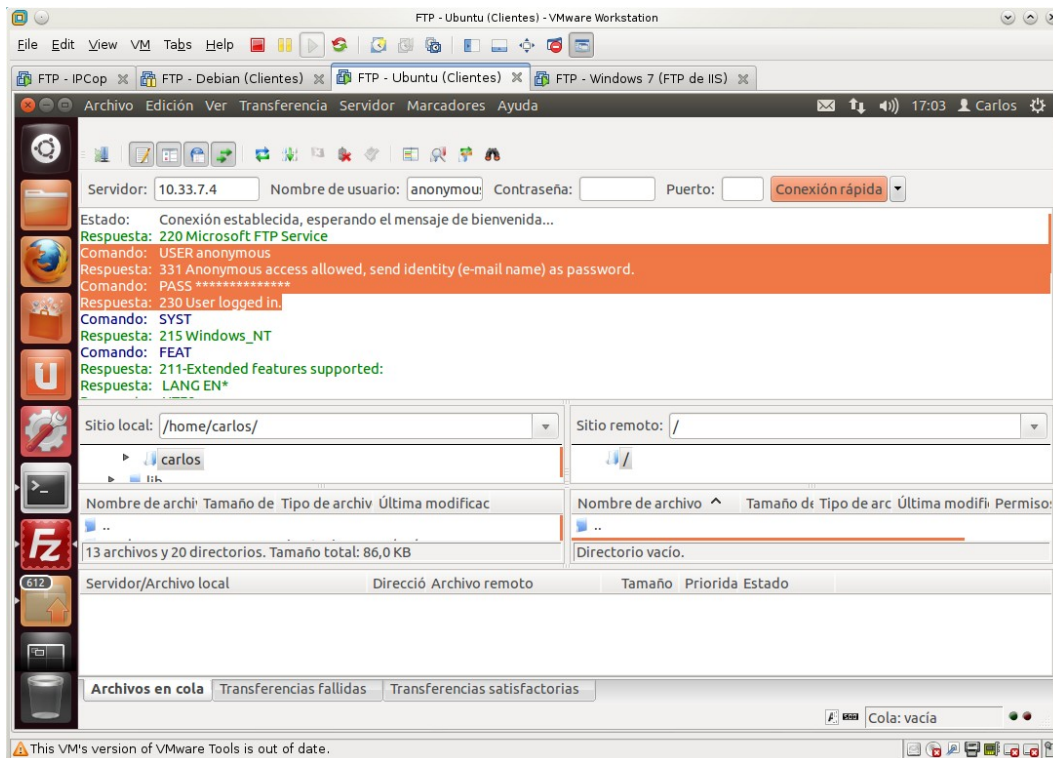 FTP - Ubuntu (Clientes) - VMware Workstation
File Edit View VM Tabs Help
FTP - IPCop FTP - Debian (Clientes) FTP - Ubuntu (Clientes) FTP - Windows 7 (FTP de IIS)
Archivo Edición Ver Transferencia Servidor Marcadores Ayuda 17:03 Carlos
Servidor: 10.33.7.4 Nombre de usuario: anonymou Contraseña: Puerto: Conexión rápida
Estado: Conexión establecida, esperando el mensaje de bienvenida...
Respuesta: 220 Microsoft FTP Service
Comando: USER anonymous
Respuesta: 331 Anonymous access allowed, send identity (e-mail name) as password.
Comando: PASS **************
Respuesta: 230 User logged in.
Comando: SYST
Respuesta: 215 Windows_NT
Comando: FEAT
Respuesta: 211-Extended features supported:
Respuesta: LANG EN*
Sitio local: /home/carlos/ Sitio remoto: /
carlos /
lib
Nombre de archi Tamaño de Tipo de archiv Última modificac Nombre de archivo Tamaño de Tipo de arc Última modifi Permiso
.. ..
13 archivos y 20 directorios. Tamaño total: 86,0 KB Directorio vacío.
612
Servidor/Archivo local Direcció Archivo remoto Tamaño Priorida Estado
Archivos en cola Transferencias fallidas Transferencias satisfactorias
Cola: vacía
This VM's version of VMware Tools is out of date.